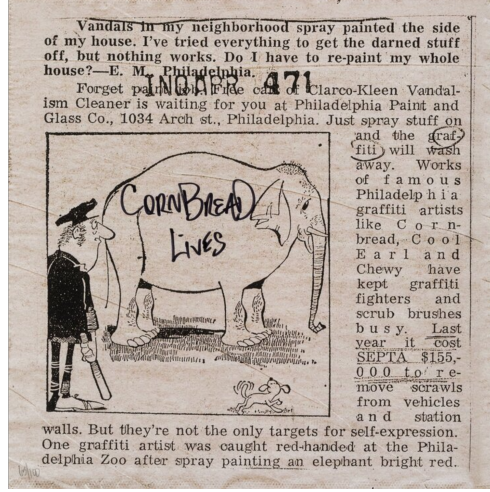 Vandals in my neighborhood spray painted the side
of my house. I've tried everything to get the darned stuff
off, but nothing works. Do I have to re-paint my whole
house?—E. M., Philadelphia.
471
Forget paint job. Free can of Clarco-Kleen Vandal-
ism Cleaner is waiting for you at Philadelphia Paint and
Glass Co., 1034 Arch st., Philadelphia. Just spray stuff on
and the graf-
fiti will wash
away. Works
of famous
Philadelphia
graffiti artists
like Corn-
bread, Cool
Earl and
Chewy have
kept graffiti
fighters and
scrub brushes
busy. Last
year it cost
SEPTA $155,-
000 to re-
move scrawls
from vehicles
and station
CORNBREAD
LIVES
walls. But they're not the only targets for self-expression.
One graffiti artist was caught red-handed at the Phila-
delphia Zoo after spray painting an elephant bright red.